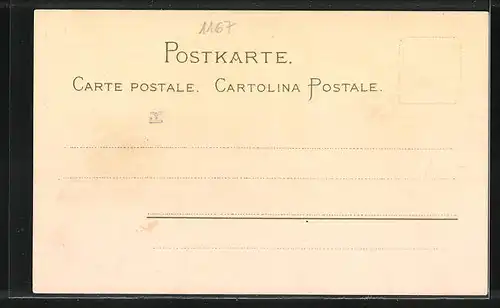 1167
POSTKARTE.
CARTE POSTALE. CARTOLINA POSTALE.